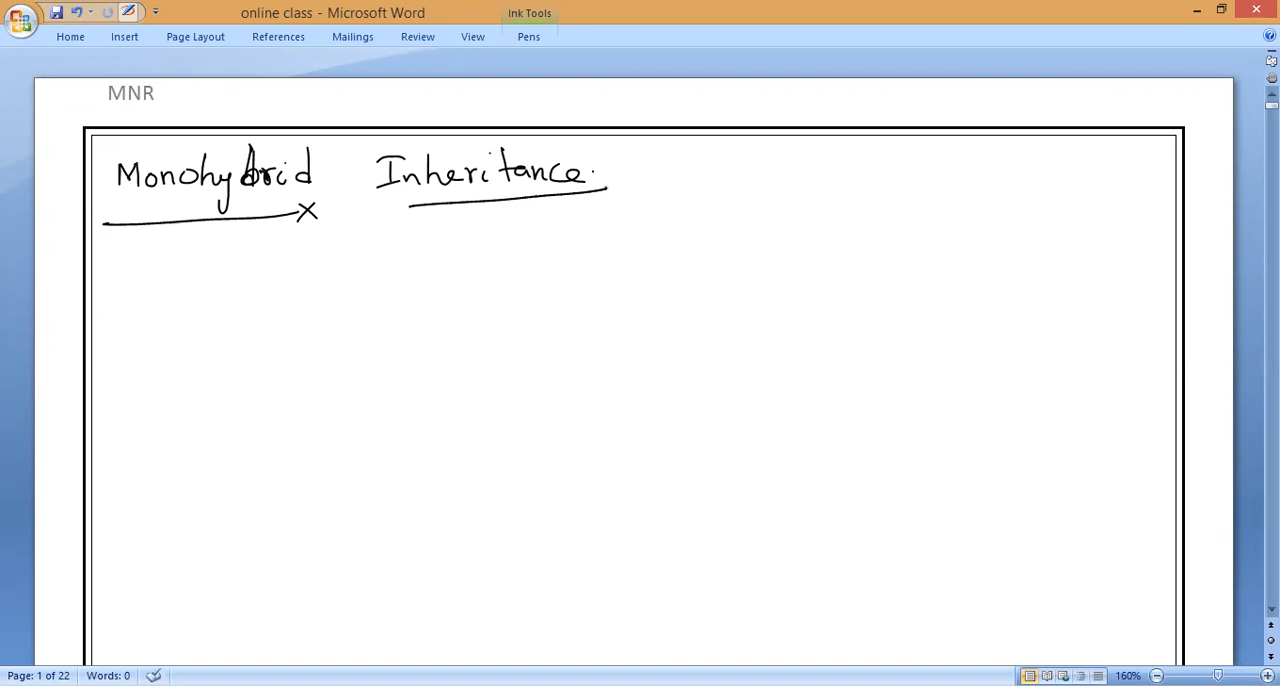 online class - Microsoft Word
Ink Tools
Home Insert Page Layout References Mailings Review View Pens
MNR
Monohybrid Inheritance.
x
Page: 1 of 22 Words: 0 160%